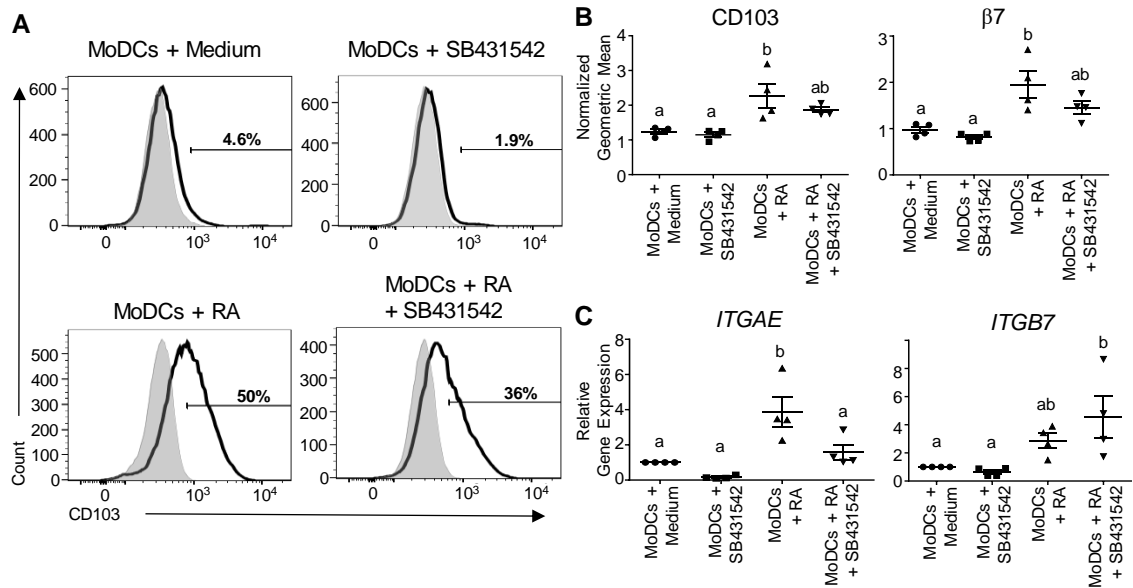 A
MoDCs + Medium
600
400
200
0
4.6%
0
10³
10⁴
MoDCs + SB431542
600
400
200
0
1.9%
0
10³
10⁴
MoDCs + RA
500
400
300
200
100
0
50%
0
10³
10⁴
MoDCs + RA
+ SB431542
400
300
200
100
0
36%
0
10³
10⁴
Count
CD103
B
CD103
Normalized
Geometric Mean
4
3
2
1
0
a
a
b
ab
MoDCs +
Medium
MoDCs +
SB431542
MoDCs
+ RA
MoDCs + RA
+ SB431542
β7
3
2
1
0
a
a
b
ab
MoDCs +
Medium
MoDCs +
SB431542
MoDCs
+ RA
MoDCs + RA
+ SB431542
C
ITGAE
Relative
Gene Expression
8
6
4
2
0
a
a
b
a
MoDCs +
Medium
MoDCs +
SB431542
MoDCs
+ RA
MoDCs + RA
+ SB431542
ITGB7
10
8
6
4
2
0
a
a
ab
b
MoDCs +
Medium
MoDCs +
SB431542
MoDCs
+ RA
MoDCs + RA
+ SB431542